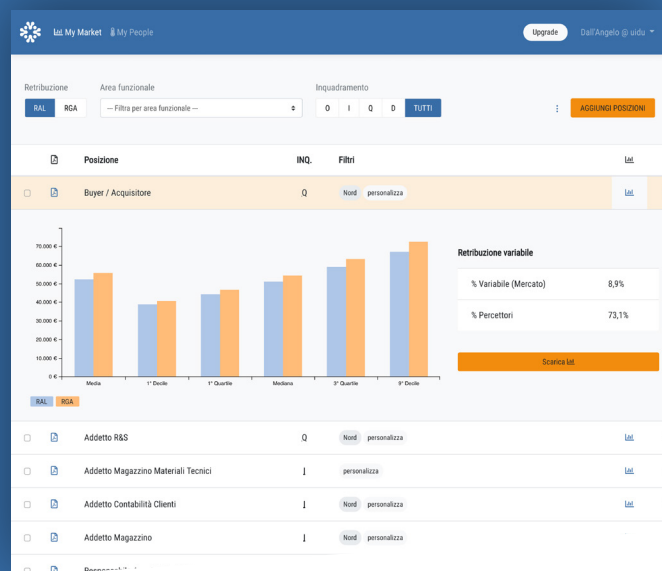 My Market My People Upgrade Dall'Angelo @ uidu
Retribuzione Area funzionale Inquadramento
RAL RGA --- Filtra per area funzionale --- O I Q D TUTTI AGGIUNGI POSIZIONI
Posizione INQ. Filtri
Buyer / Acquisitore Q Nord personalizza
70.000 €
60.000 €
50.000 €
40.000 €
30.000 €
20.000 €
10.000 €
0 €
Media 1° Decile 1° Quartile Mediana 3° Quartile 9° Decile
RAL RGA
Retribuzione variabile
% Variabile (Mercato) 8,9%
% Percettori 73,1%
Scarica
Addetto R&S Q Nord personalizza
Addetto Magazzino Materiali Tecnici I personalizza
Addetto Contabilità Clienti I Nord personalizza
Addetto Magazzino I Nord personalizza